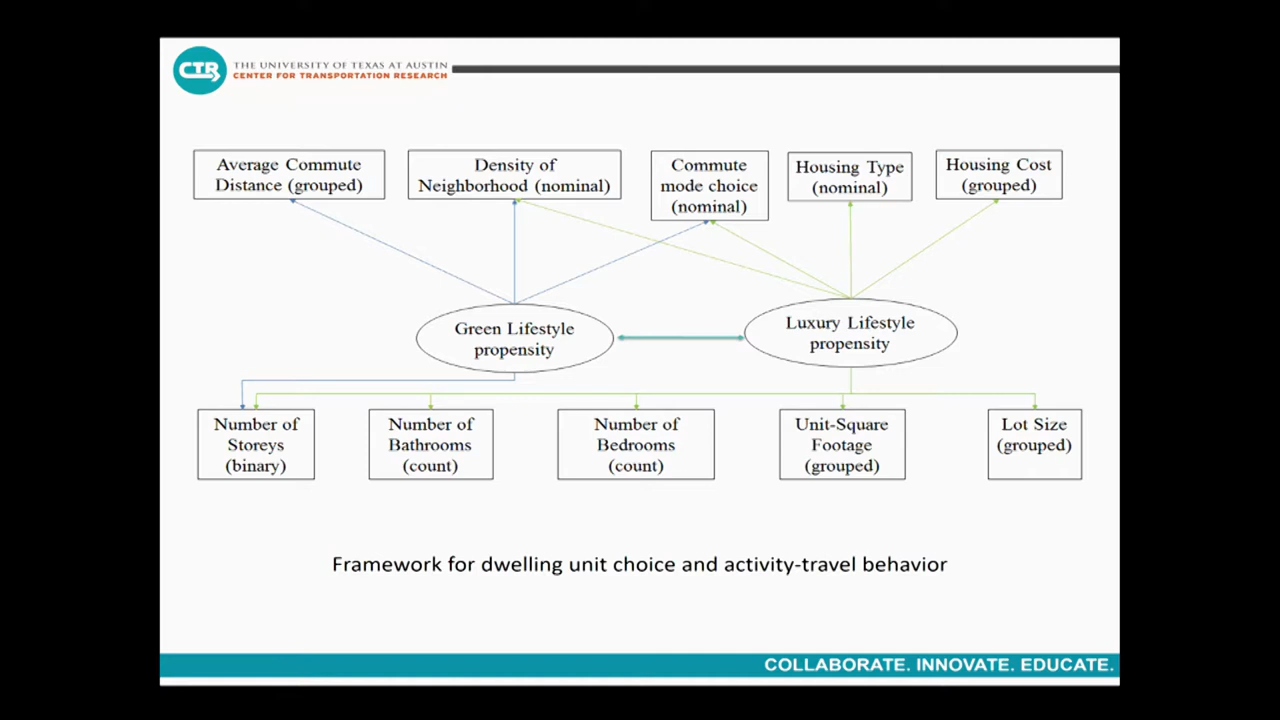 CTR
THE UNIVERSITY OF TEXAS AT AUSTIN
CENTER FOR TRANSPORTATION RESEARCH
Average Commute
Distance (grouped)
Density of
Neighborhood (nominal)
Commute
mode choice
(nominal)
Housing Type
(nominal)
Housing Cost
(grouped)
Green Lifestyle
propensity
Luxury Lifestyle
propensity
Number of
Storeys
(binary)
Number of
Bathrooms
(count)
Number of
Bedrooms
(count)
Unit-Square
Footage
(grouped)
Lot Size
(grouped)
Framework for dwelling unit choice and activity-travel behavior
COLLABORATE. INNOVATE. EDUCATE.